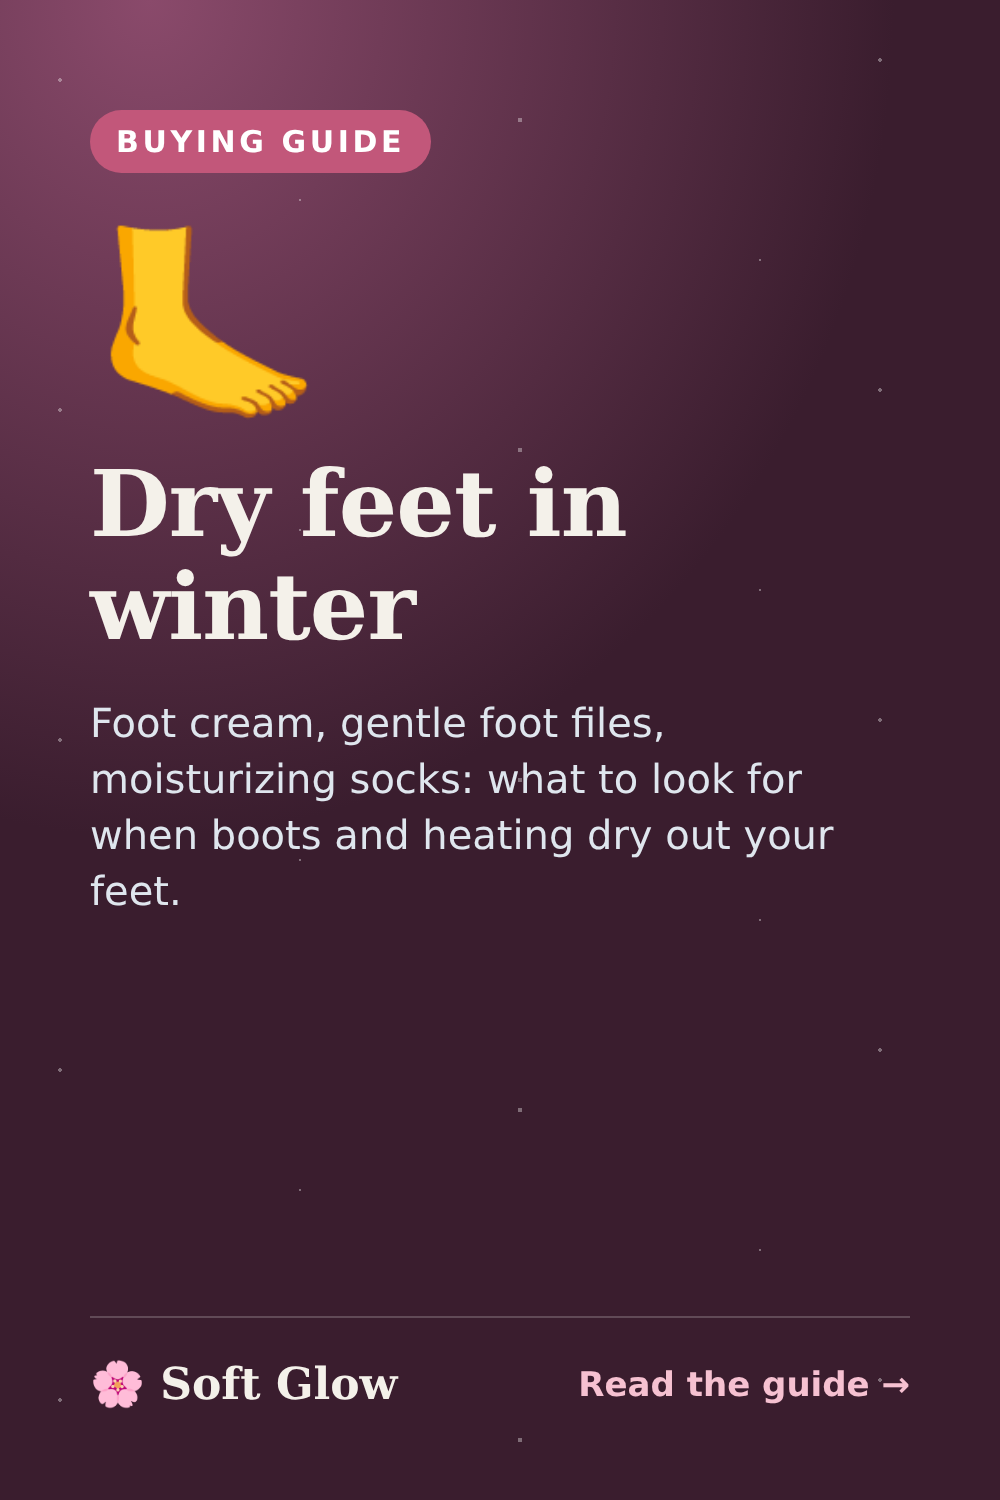 BUYING GUIDE
Dry feet in
winter
Foot cream, gentle foot files,
moisturizing socks: what to look for
when boots and heating dry out your
feet.
🌸 Soft Glow
Read the guide →